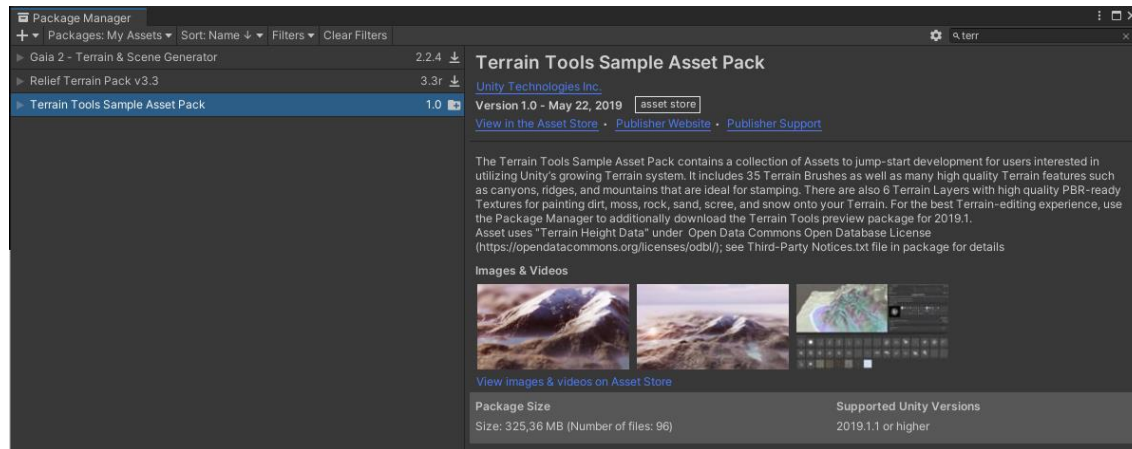 Package Manager
Packages: My Assets Sort: Name ↓ Filters Clear Filters
terr
Gaia 2 - Terrain & Scene Generator 2.2.4
Relief Terrain Pack v3.3 3.3r
Terrain Tools Sample Asset Pack 1.0
Terrain Tools Sample Asset Pack
Unity Technologies Inc.
Version 1.0 - May 22, 2019 asset store
View in the Asset Store • Publisher Website • Publisher Support
The Terrain Tools Sample Asset Pack contains a collection of Assets to jump-start development for users interested in
utilizing Unity's growing Terrain system. It includes 35 Terrain Brushes as well as many high quality Terrain features such
as canyons, ridges, and mountains that are ideal for stamping. There are also 6 Terrain Layers with high quality PBR-ready
Textures for painting dirt, moss, rock, sand, scree, and snow onto your Terrain. For the best Terrain-editing experience, use
the Package Manager to additionally download the Terrain Tools preview package for 2019.1.
Asset uses "Terrain Height Data" under Open Data Commons Open Database License
(https://opendatacommons.org/licenses/odbl/); see Third-Party Notices.txt file in package for details
Images & Videos
View images & videos on Asset Store
Package Size Supported Unity Versions
Size: 325,36 MB (Number of files: 96) 2019.1.1 or higher